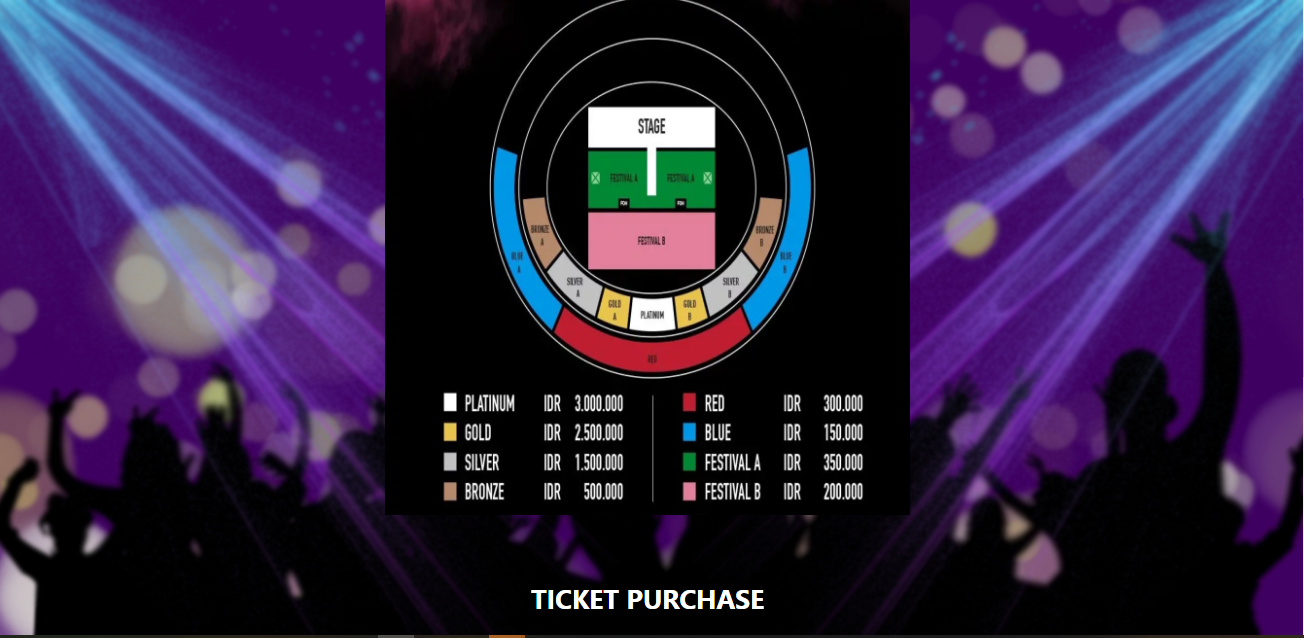 STAGE
FESTIVAL A
FESTIVAL A
FOH
FOH
FESTIVAL B
BRONZE
A
BRONZE
B
BLUE
A
BLUE
B
SILVER
A
SILVER
B
GOLD
A
PLATINUM
GOLD
B
RED
PLATINUM IDR 3.000.000
RED IDR 300.000
GOLD IDR 2.500.000
BLUE IDR 150.000
SILVER IDR 1.500.000
FESTIVAL A IDR 350.000
BRONZE IDR 500.000
FESTIVAL B IDR 200.000
TICKET PURCHASE